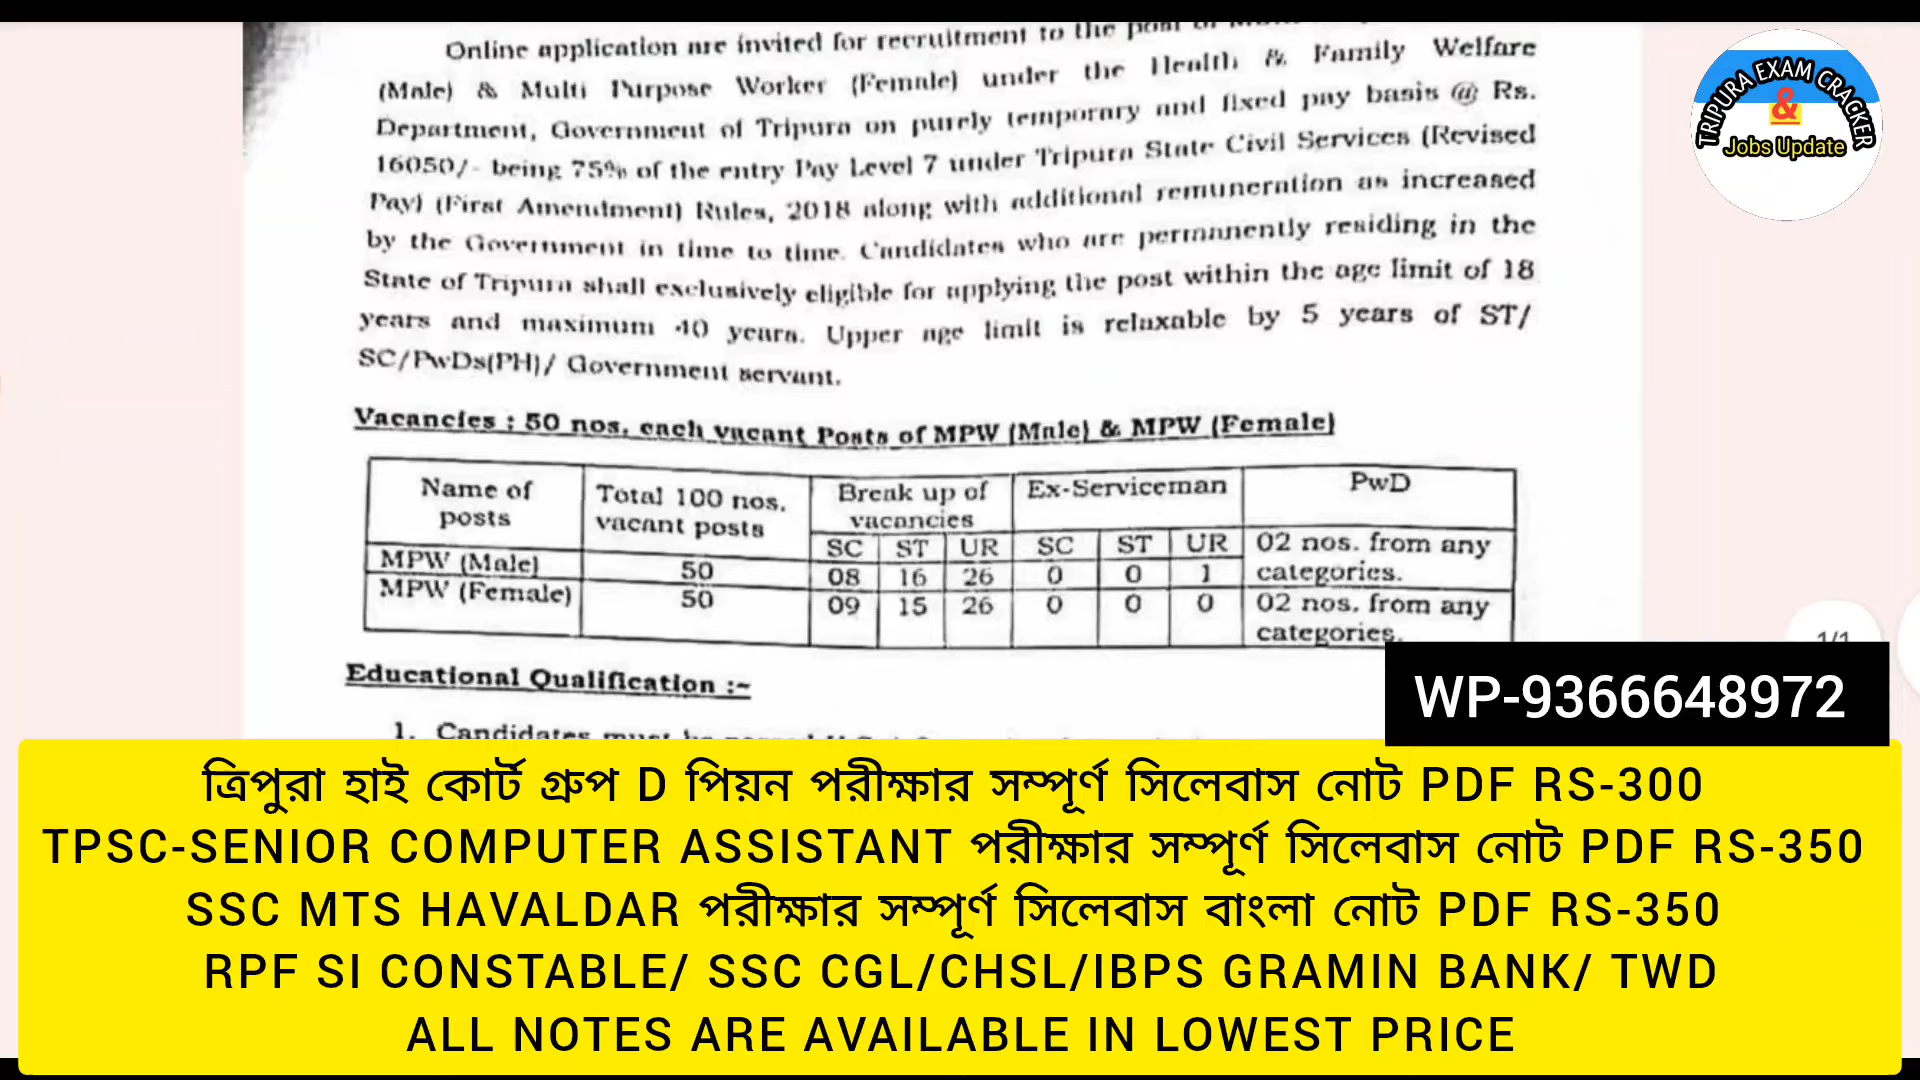 Online application are invited for recruitment to the post of
(Male) & Multi Purpose Worker (Female) under the Health & Family Welfare
Department, Government of Tripura on purely temporary and fixed pay basis @ Rs.
16050/- being 75% of the entry Pay Level 7 under Tripura State Civil Services (Revised
Pay) (First Amendment) Rules, 2018 along with additional remuneration as increased
by the Government in time to time. Candidates who are permanently residing in the
State of Tripura shall exclusively eligible for applying the post within the age limit of 18
years and maximum 40 years. Upper age limit is relaxable by 5 years of ST/
SC/PwDs(PH)/ Government servant.
Vacancies : 50 nos. each vacant Posts of MPW (Male) & MPW (Female)
Name of posts Total 100 nos. vacant posts Break up of vacancies Ex-Serviceman PwD
SC ST UR SC ST UR
MPW (Male) 50 08 16 26 0 0 1 02 nos. from any categories.
MPW (Female) 50 09 15 26 0 0 0 02 nos. from any categories.
Educational Qualification :-
1. Candidates must be passed
TRIPURA EXAM CRACKER
&
Jobs Update
1/1
WP-9366648972
ত্রিপুরা হাই কোর্ট গ্রুপ D পিয়ন পরীক্ষার সম্পূর্ণ সিলেবাস নোট PDF RS-300
TPSC-SENIOR COMPUTER ASSISTANT পরীক্ষার সম্পূর্ণ সিলেবাস নোট PDF RS-350
SSC MTS HAVALDAR পরীক্ষার সম্পূর্ণ সিলেবাস বাংলা নোট PDF RS-350
RPF SI CONSTABLE/ SSC CGL/CHSL/IBPS GRAMIN BANK/ TWD
ALL NOTES ARE AVAILABLE IN LOWEST PRICE